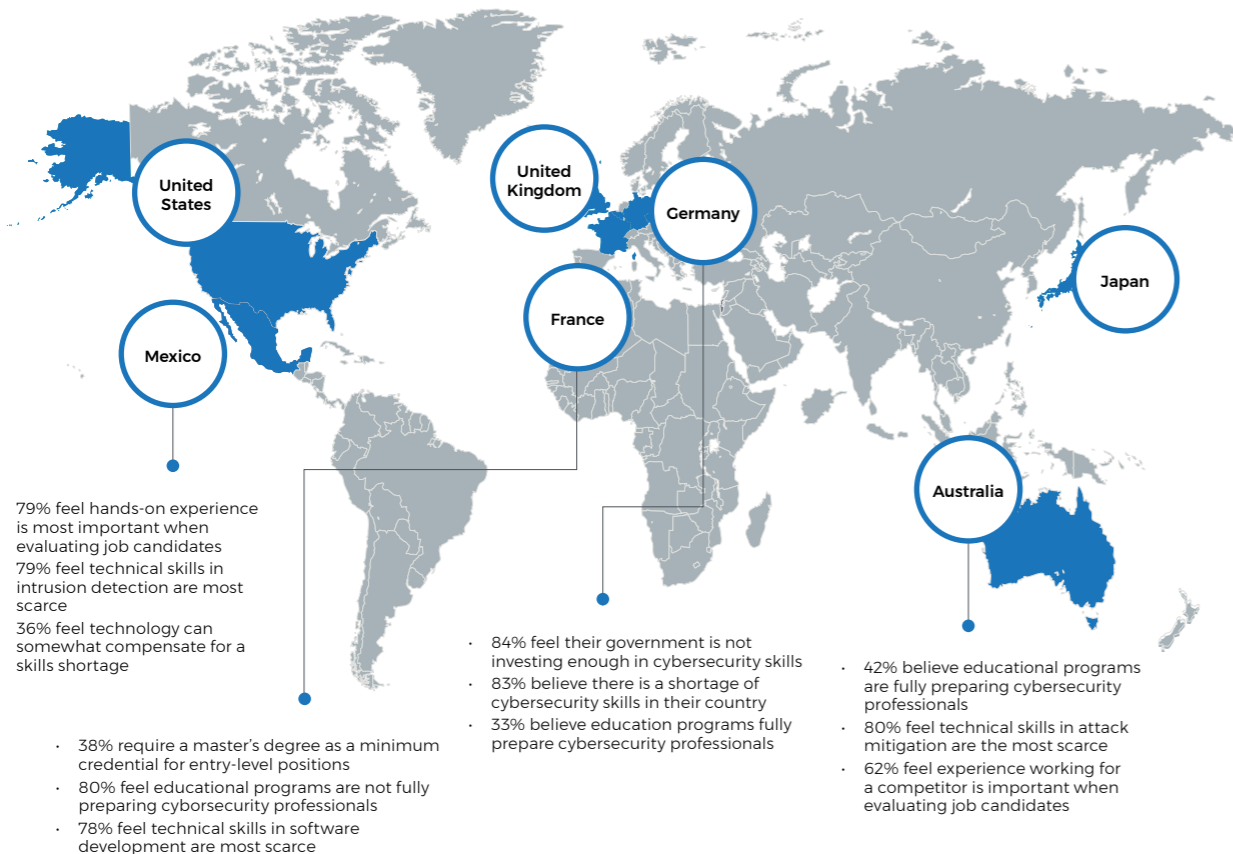 United
States
Mexico
United
Kingdom
Germany
France
Japan
Australia
79% feel hands-on experience
is most important when
evaluating job candidates
79% feel technical skills in
intrusion detection are most
scarce
36% feel technology can
somewhat compensate for a
skills shortage
• 38% require a master's degree as a minimum
credential for entry-level positions
• 80% feel educational programs are not fully
preparing cyborsecurity professionals
• 78% feel technical skills in software
development are most scarce
• 84% feel their government is not
investing enough in cybersecurity skills
• 83% believe there is a shortage of
cybersecurity skills in their country
• 33% believe education programs fully
prepare cybersecurity professionals
• 42% believe educational programs
are fully preparing cybersecurity
professionals
• 80% feel technical skills in attack
mitigation are the most scarce
• 62% feel experience working for
a competitor is important when
evaluating job candidates